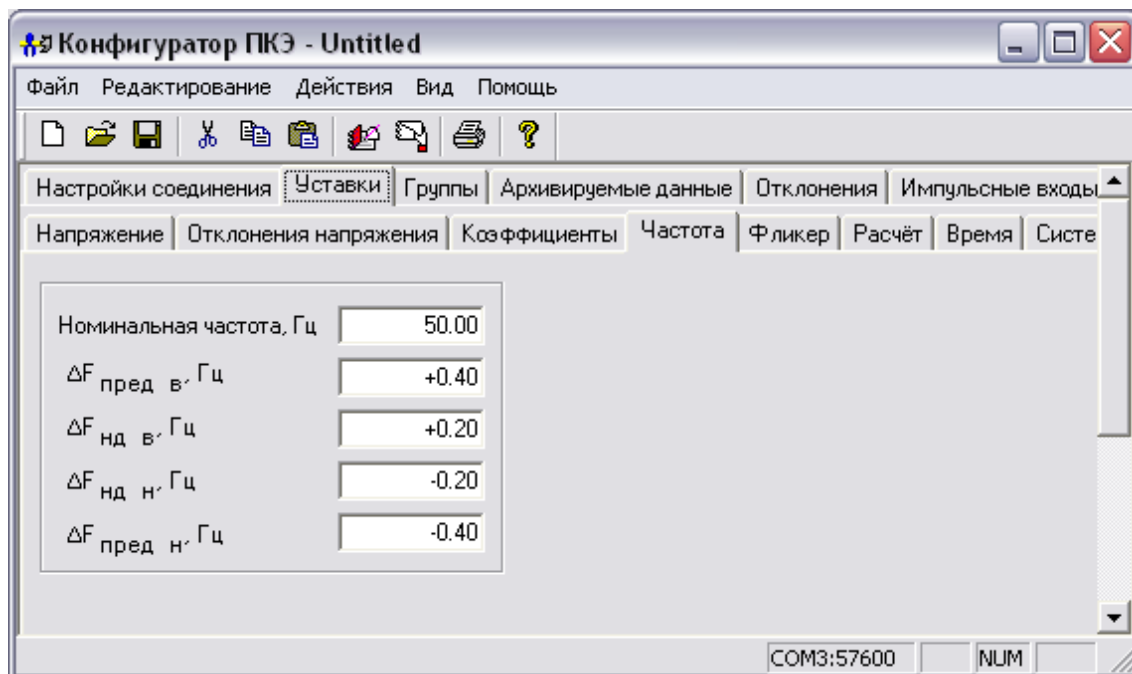 Конфигуратор ПКЭ - Untitled
Файл Редактирование Действия Вид Помощь
Настройки соединения Уставки Группы Архивируемые данные Отклонения Импульсные входы
Напряжение Отклонения напряжения Коэффициенты Частота Фликер Расчёт Время Систе
Номинальная частота, Гц 50.00
ΔF пред в, Гц +0.40
ΔF нд в, Гц +0.20
ΔF нд н, Гц -0.20
ΔF пред н, Гц -0.40
COM3:57600 NUM